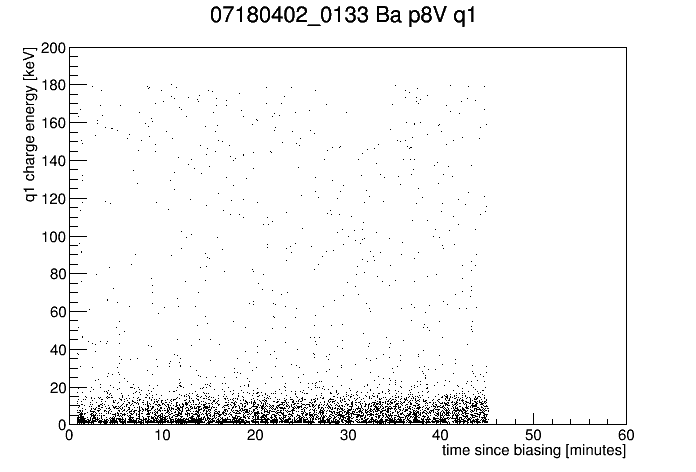 07180402_0133 Ba p8V q1
q1 charge energy [keV]
200
180
160
140
120
100
80
60
40
20
0
0 10 20 30 40 50 60
time since biasing [minutes]